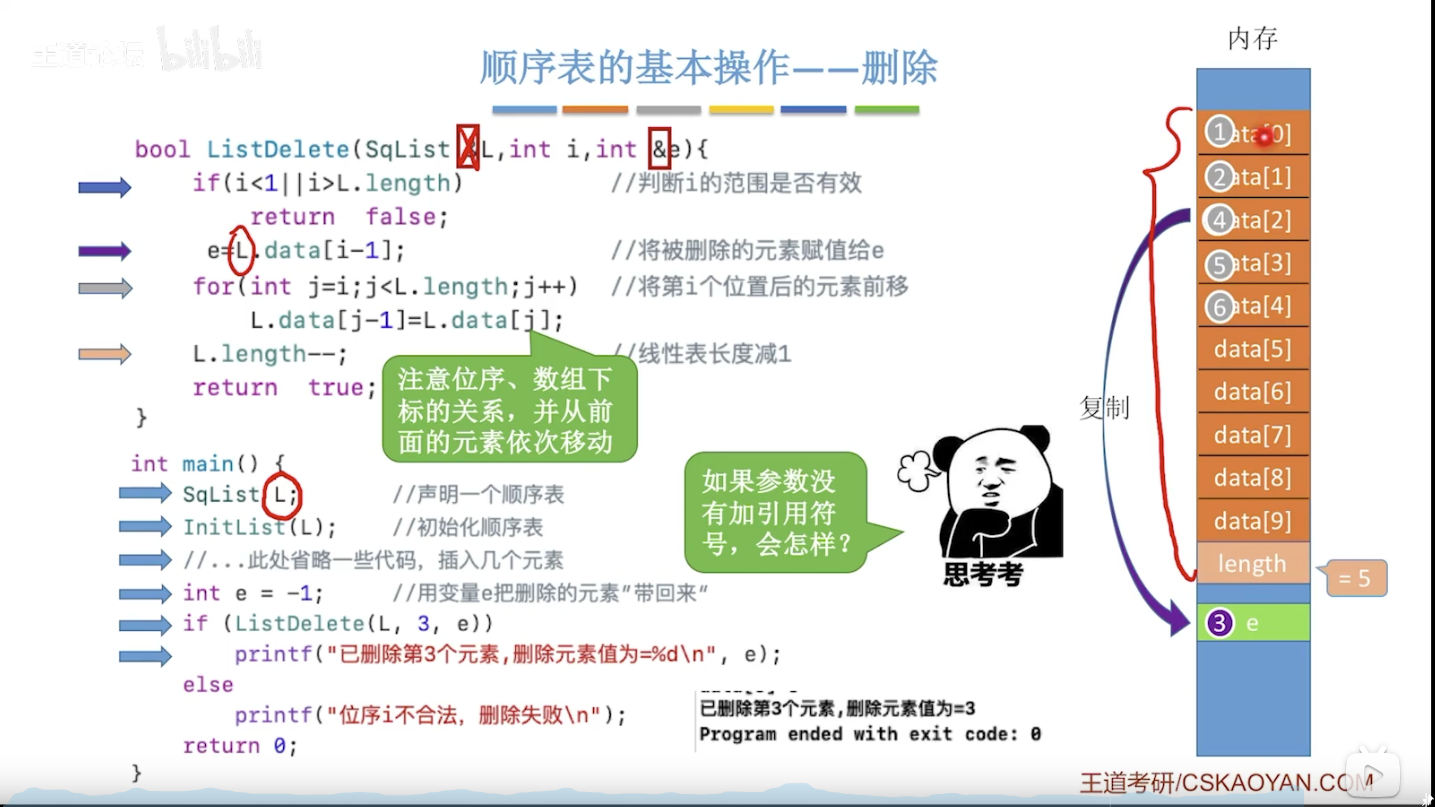 王道论坛 bilibili
顺序表的基本操作——删除
bool ListDelete(SqList &L,int i,int &e){
if(i<1||i>L.length) //判断i的范围是否有效
return false;
e=L.data[i-1]; //将被删除的元素赋值给e
for(int j=i;j<L.length;j++) //将第i个位置后的元素前移
L.data[j-1]=L.data[j];
L.length--; //线性表长度减1
return true;
}
注意位序、数组下
标的关系，并从前
面的元素依次移动
int main() {
SqList L; //声明一个顺序表
InitList(L); //初始化顺序表
//...此处省略一些代码，插入几个元素
int e = -1; //用变量e把删除的元素"带回来"
if (ListDelete(L, 3, e))
printf("已删除第3个元素,删除元素值为=%d\n", e);
else
printf("位序i不合法，删除失败\n");
return 0;
}
如果参数没
有加引用符
号，会怎样？
思考考
已删除第3个元素,删除元素值为=3
Program ended with exit code: 0
内存
1 ata[0]
2 ata[1]
4 ata[2]
5 ata[3]
6 ata[4]
data[5]
data[6]
data[7]
data[8]
data[9]
length
= 5
3 e
复制
王道考研/CSKAOYAN.COM